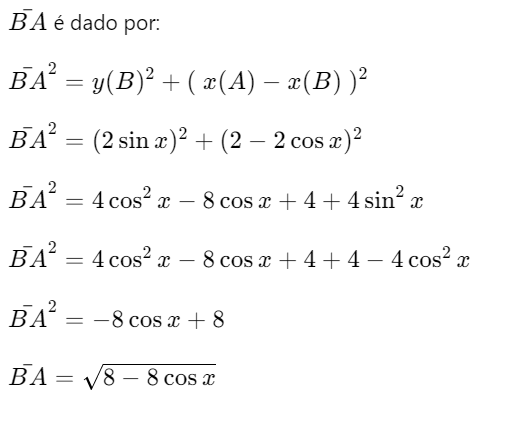 B̄A é dado por:
B̄A² = y(B)² + ( x(A) − x(B) )²
B̄A² = (2 sin x)² + (2 − 2 cos x)²
B̄A² = 4 cos² x − 8 cos x + 4 + 4 sin² x
B̄A² = 4 cos² x − 8 cos x + 4 + 4 − 4 cos² x
B̄A² = −8 cos x + 8
B̄A = √(8 − 8 cos x)